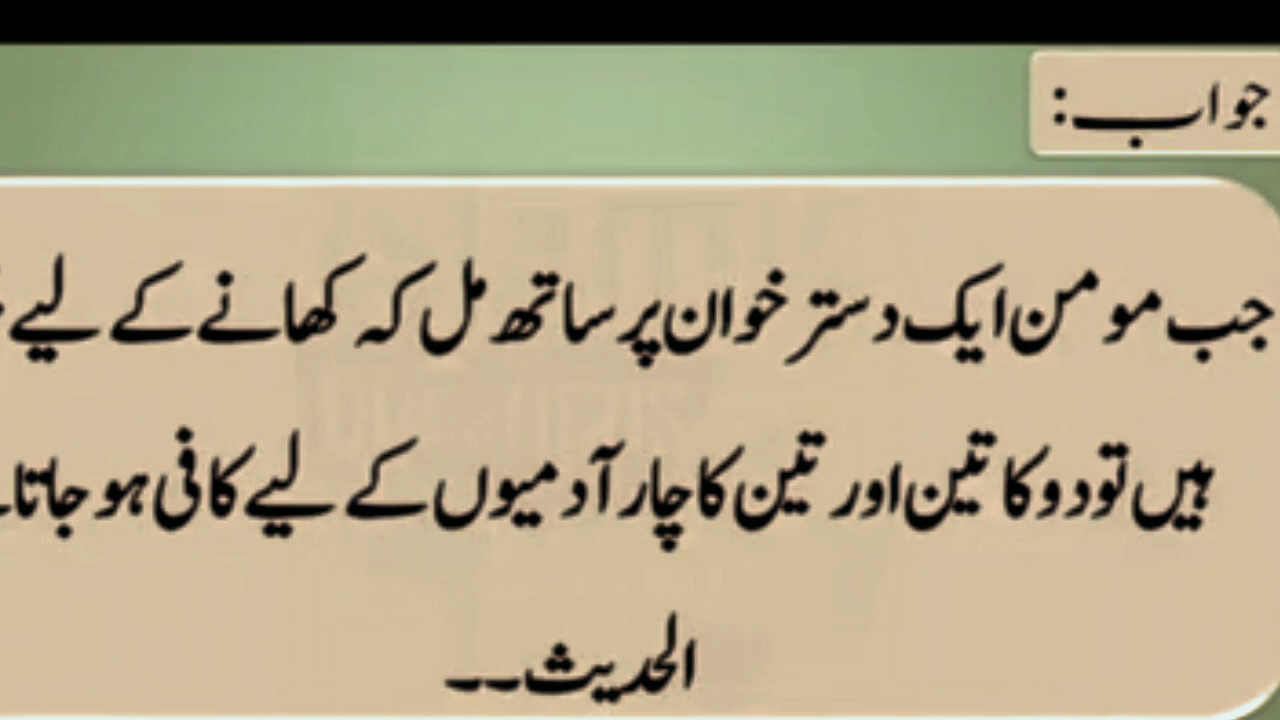 جواب:
جب مومن ایک دستر خوان پر ساتھ مل کہ کھانے کے لیے
ہیں تو دو کا تین اور تین کا چار آدمیوں کے لیے کافی ہو جاتا
الحدیث۔۔